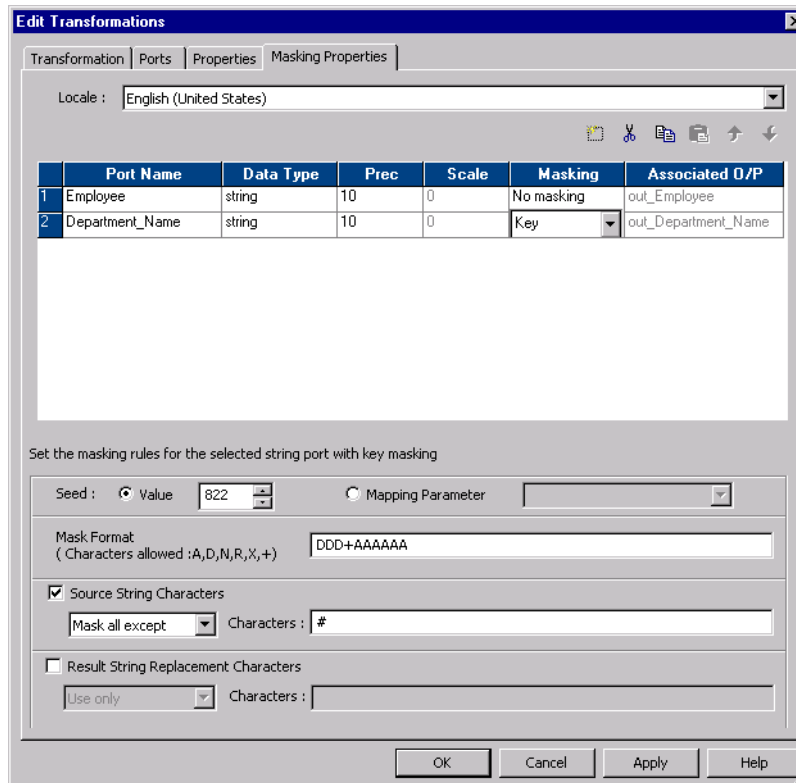 Edit Transformations
Transformation Ports Properties Masking Properties
Locale : English (United States)
Port Name Data Type Prec Scale Masking Associated O/P
1 Employee string 10 0 No masking out_Employee
2 Department_Name string 10 0 Key out_Department_Name
Set the masking rules for the selected string port with key masking
Seed : Value 822 Mapping Parameter
Mask Format
( Characters allowed :A,D,N,R,X,+) DDD+AAAAAA
Source String Characters
Mask all except Characters : #
Result String Replacement Characters
Use only Characters :
OK Cancel Apply Help